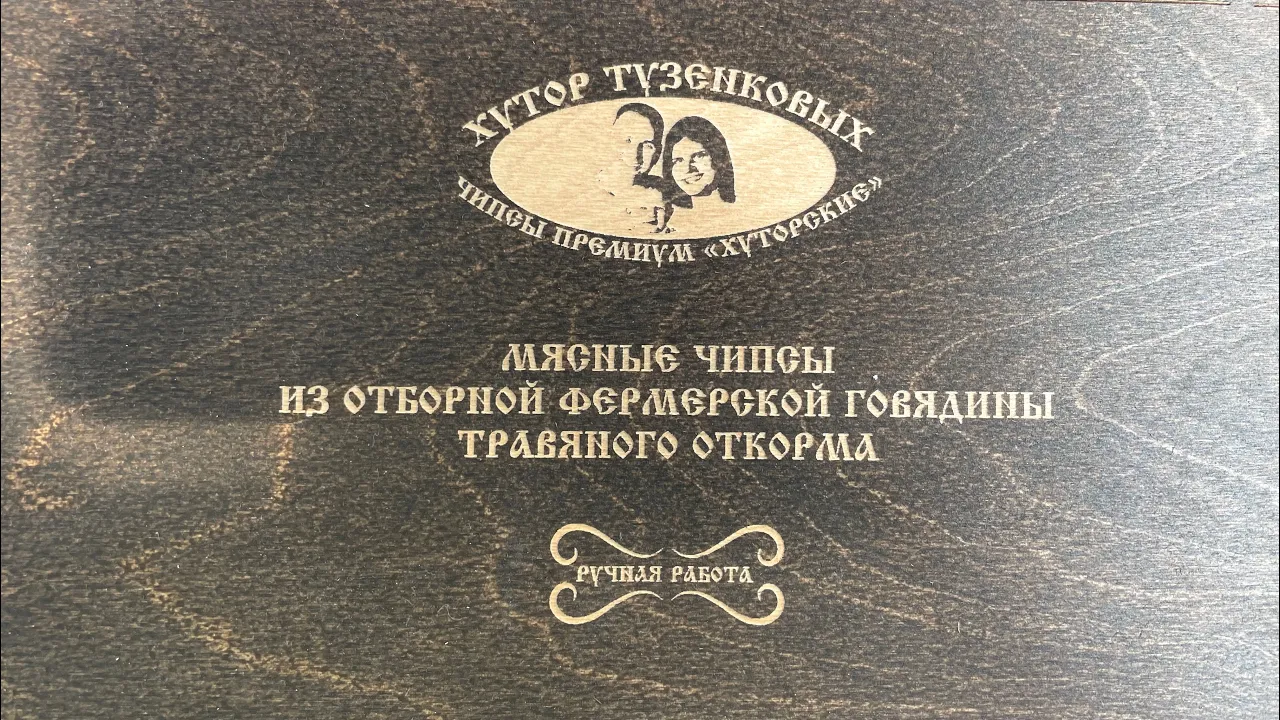 ХУТОР ТУЗЕНКОВЫХ
ЧИПСЫ ПРЕМИУМ «ХУТОРСКИЕ»
МЯСНЫЕ ЧИПСЫ
ИЗ ОТБОРНОЙ ФЕРМЕРСКОЙ ГОВЯДИНЫ
ТРАВЯНОГО ОТКОРМА
РУЧНАЯ РАБОТА